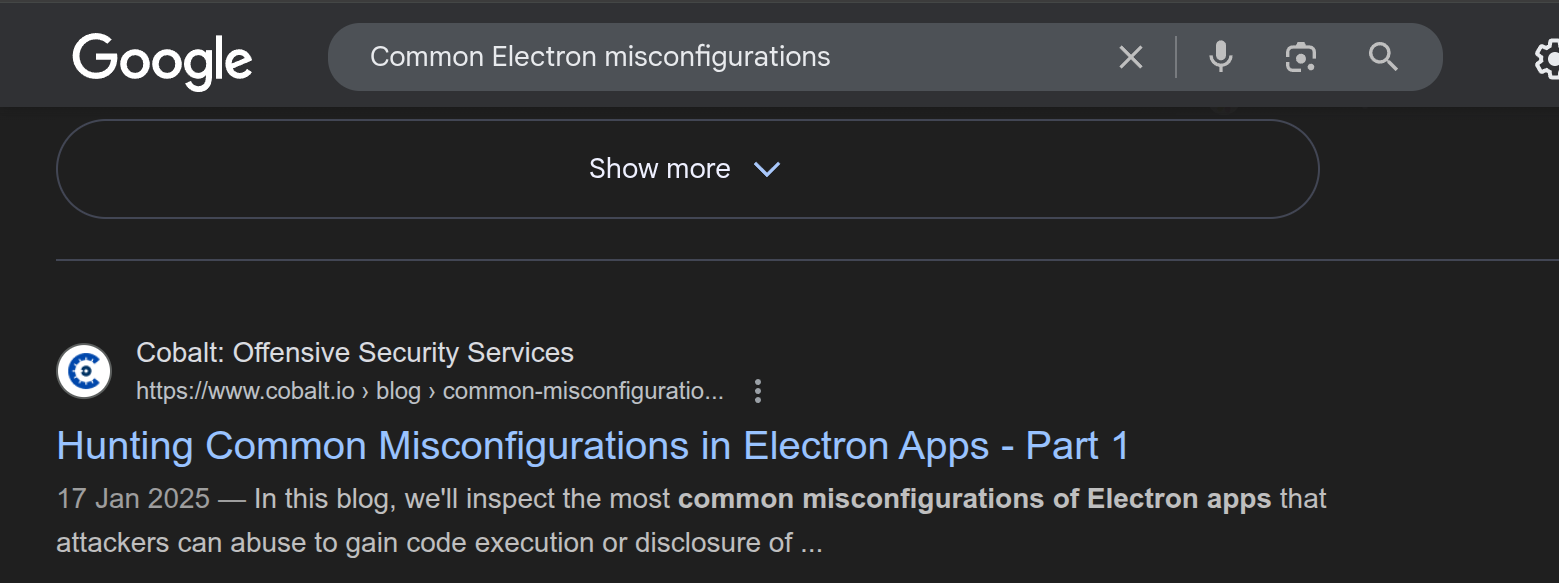 Google
Common Electron misconfigurations
Show more
Cobalt: Offensive Security Services
https://www.cobalt.io › blog › common-misconfiguratio...
Hunting Common Misconfigurations in Electron Apps - Part 1
17 Jan 2025 — In this blog, we'll inspect the most common misconfigurations of Electron apps that
attackers can abuse to gain code execution or disclosure of ...